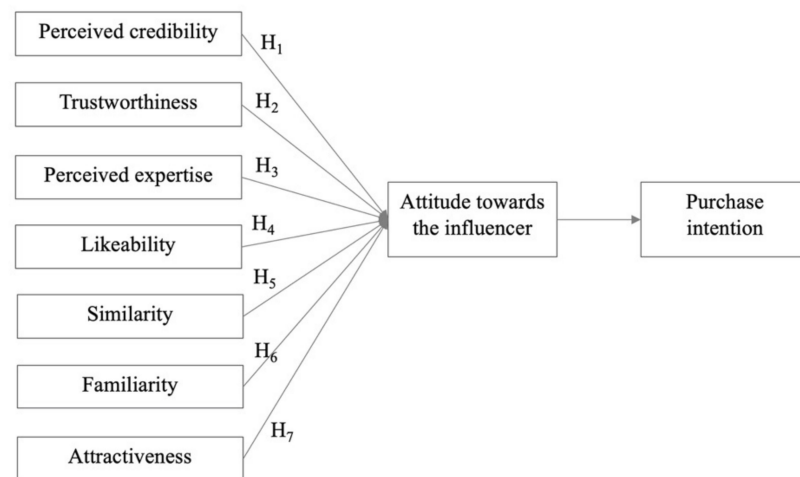 Perceived credibility
H₁
Trustworthiness
H₂
Perceived expertise
H₃
Likeability
H₄
Similarity
H₅
Familiarity
H₆
Attractiveness
H₇
Attitude towards
the influencer
Purchase
intention